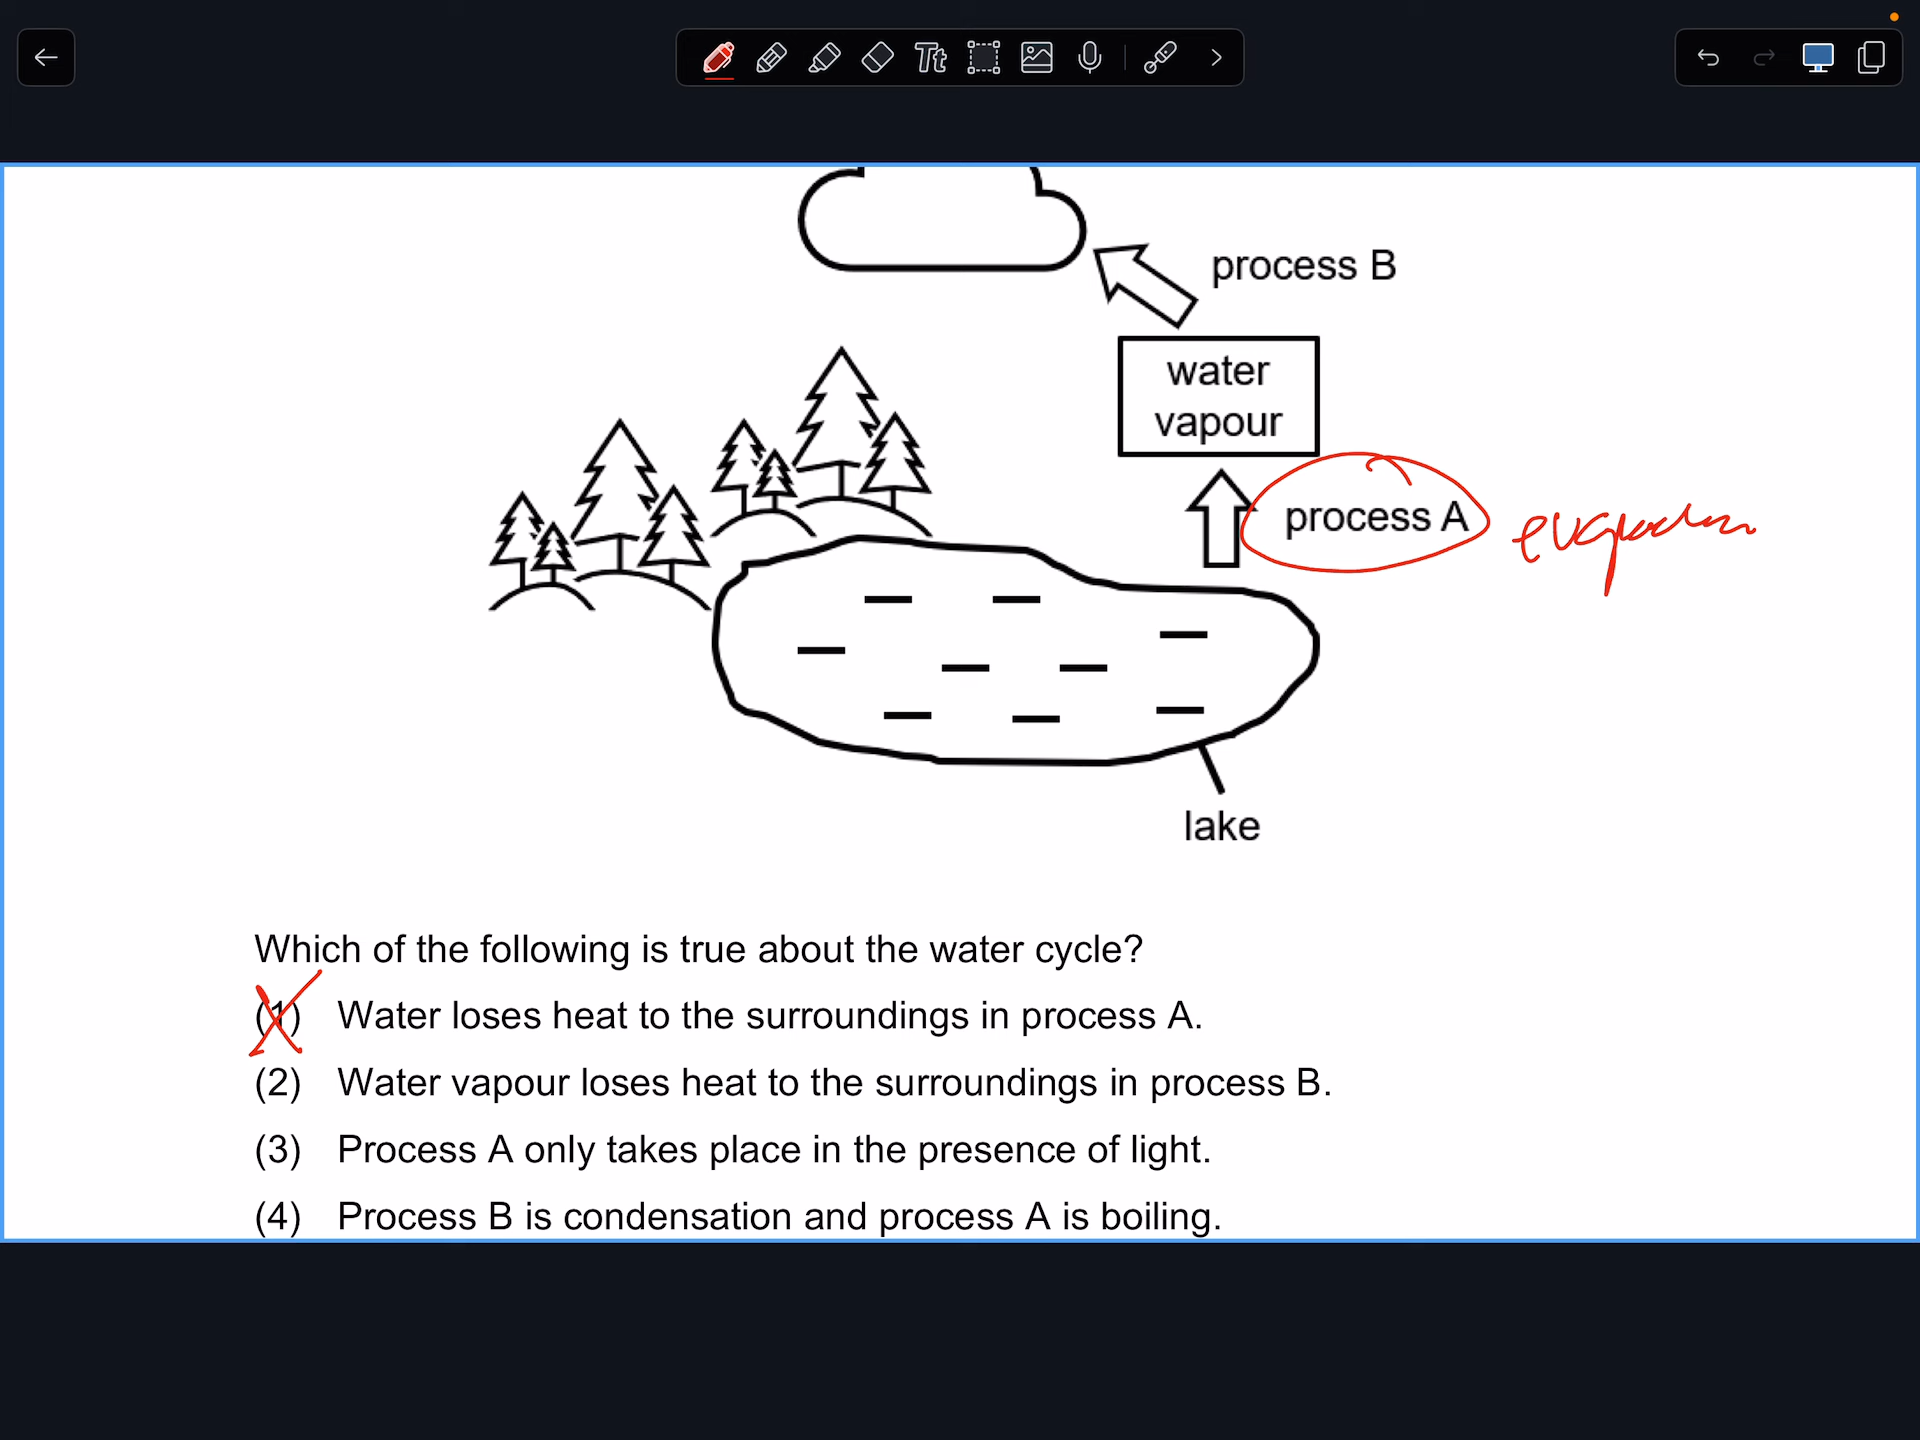 Tt
process B
water
vapour
process A
lake
Which of the following is true about the water cycle?
(1) Water loses heat to the surroundings in process A.
(2) Water vapour loses heat to the surroundings in process B.
(3) Process A only takes place in the presence of light.
(4) Process B is condensation and process A is boiling.